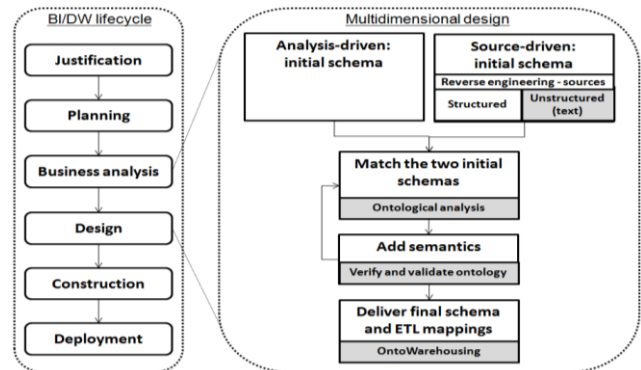 BI/DW lifecycle
Justification
Planning
Business analysis
Design
Construction
Deployment
Multidimensional design
Analysis-driven:
initial schema
Source-driven:
initial schema
Reverse engineering - sources
Structured
Unstructured
(text)
Match the two initial
schemas
Ontological analysis
Add semantics
Verify and validate ontology
Deliver final schema
and ETL mappings
OntoWarehousing